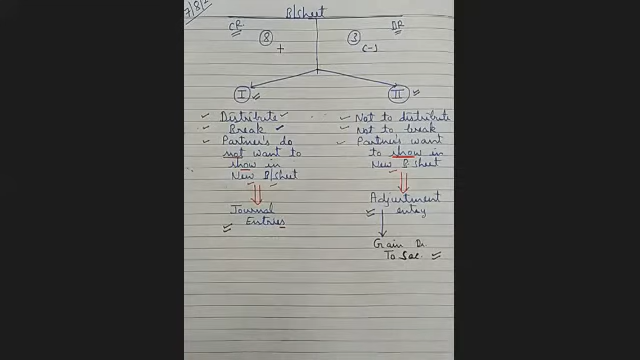 7/8/2
B/Sheet
CR. DR
8 3
+ (-)
I II
Distribute
Break
Partner's do
not want to
show in
New B/Sheet
Journal
Entries
Not to distribute
Not to break
Partner's want
to show in
New B.Sheet
Adjustment
entry
Grain Dr.
To Sac.